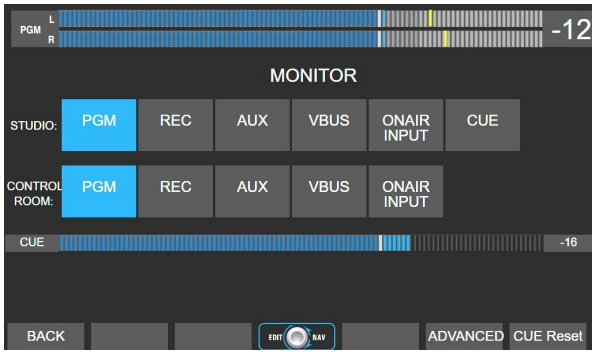 L
PGM
R
-12
MONITOR
STUDIO:
PGM REC AUX VBUS ONAIR INPUT CUE
CONTROL
ROOM:
PGM REC AUX VBUS ONAIR INPUT
CUE -16
BACK EDIT NAV ADVANCED CUE Reset